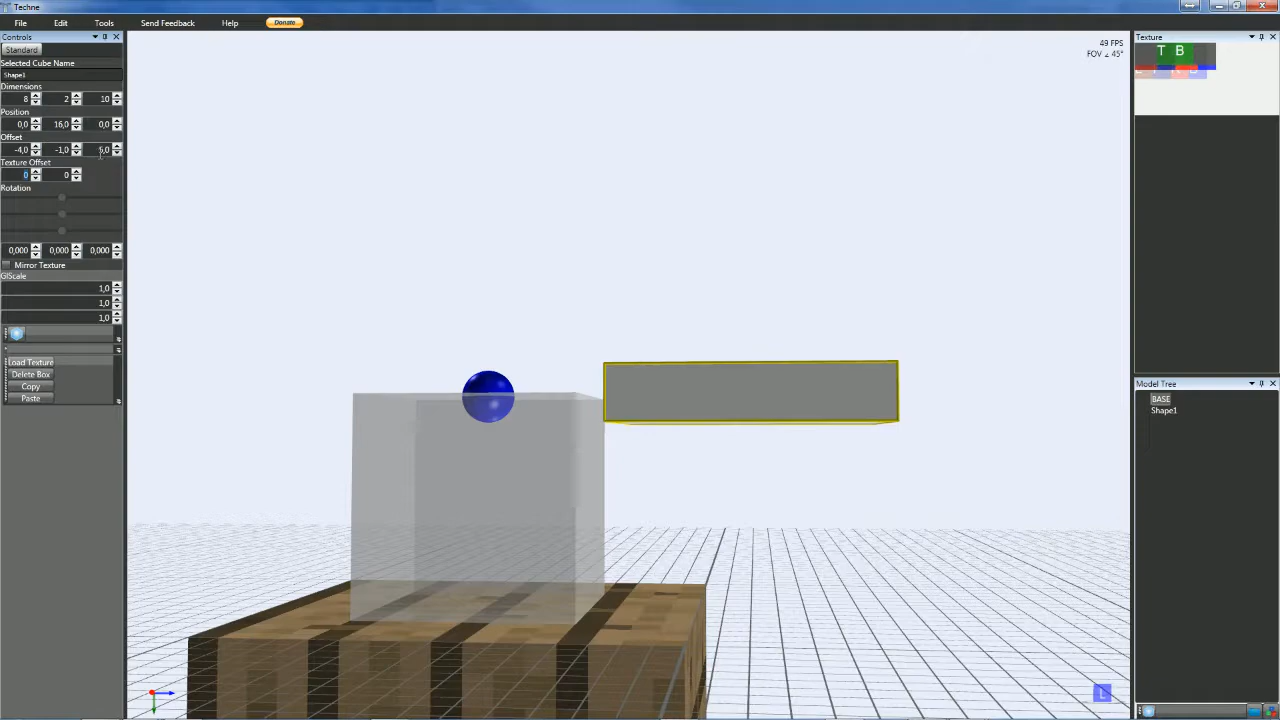 Techne
File Edit Tools Send Feedback Help Donate
Controls
Standard
Selected Cube Name
Shape1
Dimensions
8 2 10
Position
0,0 16,0 0,0
Offset
-4,0 -1,0 5,0
Texture Offset
0 0
Rotation
0,000 0,000 0,000
Mirror Texture
GlScale
1,0
1,0
1,0
Load Texture
Delete Box
Copy
Paste
49 FPS
FOV ∠ 45°
L
Texture
T B
Model Tree
BASE
Shape1